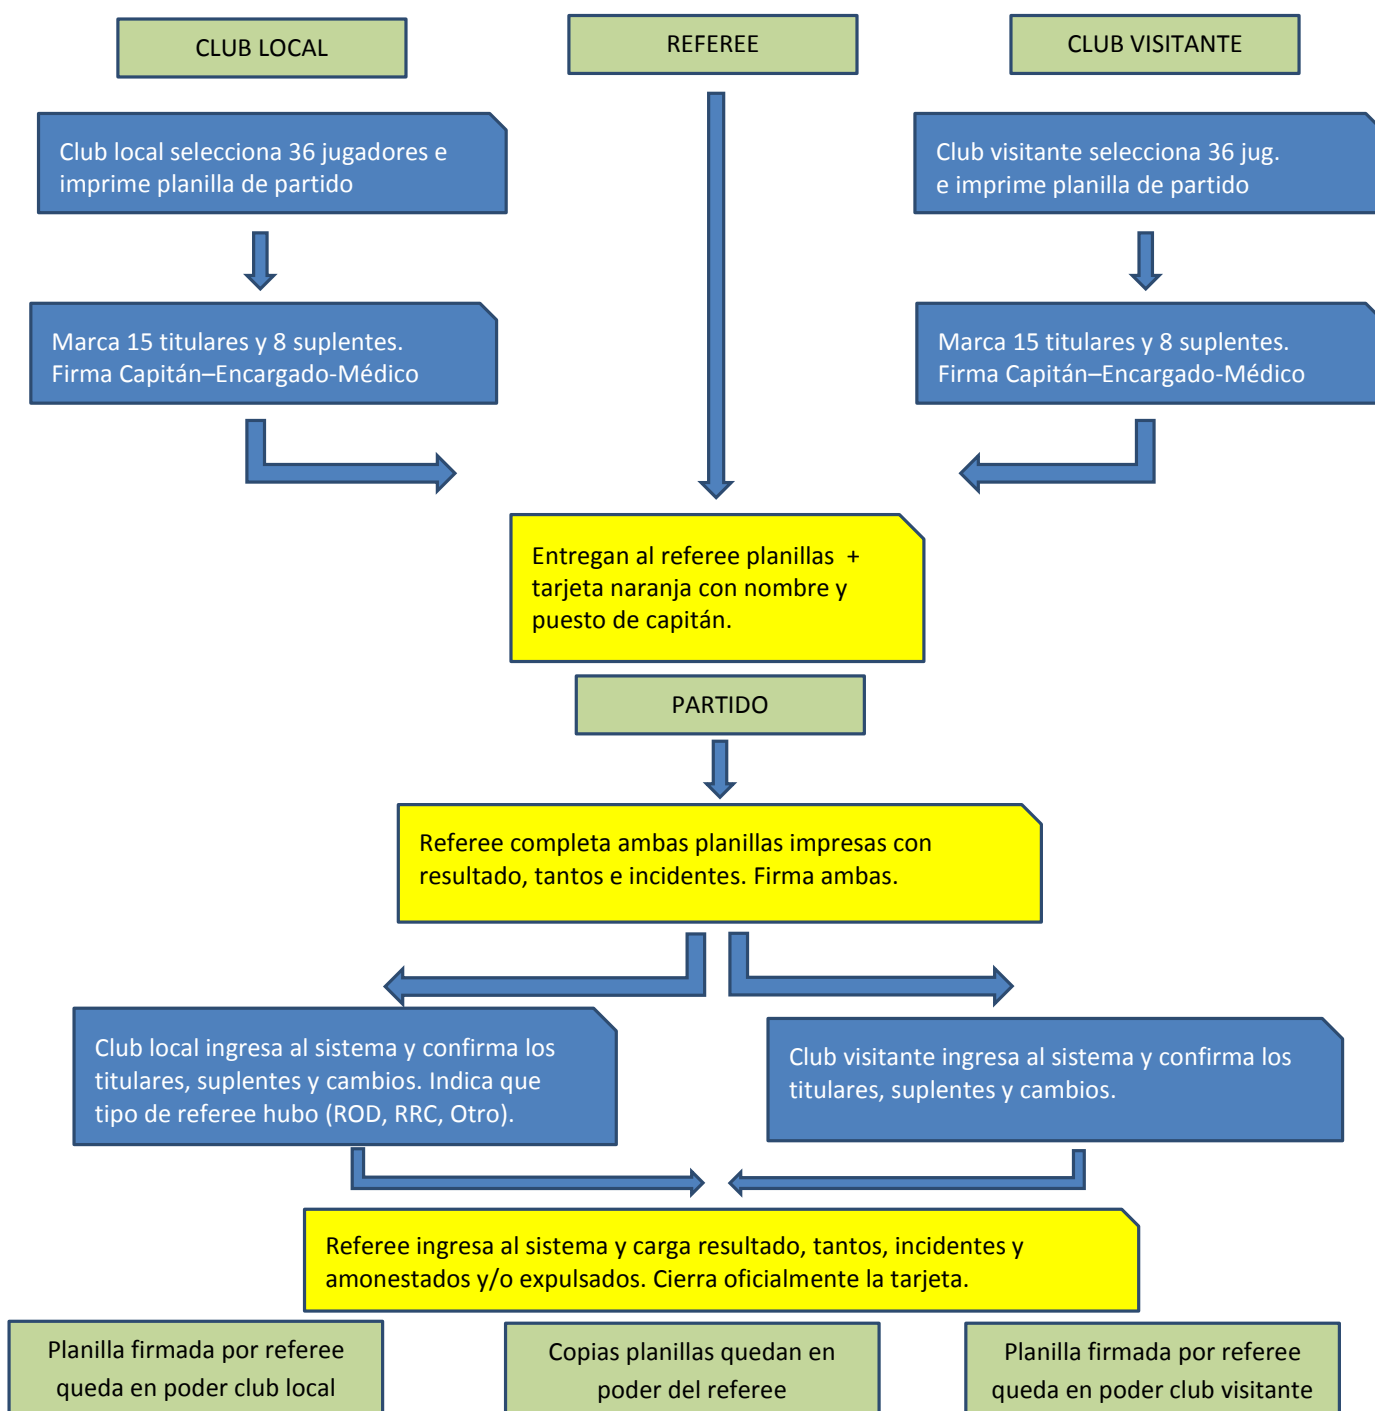 CLUB LOCAL
REFEREE
CLUB VISITANTE
Club local selecciona 36 jugadores e
imprime planilla de partido
Club visitante selecciona 36 jug.
e imprime planilla de partido
Marca 15 titulares y 8 suplentes.
Firma Capitán–Encargado-Médico
Marca 15 titulares y 8 suplentes.
Firma Capitán–Encargado-Médico
Entregan al referee planillas +
tarjeta naranja con nombre y
puesto de capitán.
PARTIDO
Referee completa ambas planillas impresas con
resultado, tantos e incidentes. Firma ambas.
Club local ingresa al sistema y confirma los
titulares, suplentes y cambios. Indica que
tipo de referee hubo (ROD, RRC, Otro).
Club visitante ingresa al sistema y confirma los
titulares, suplentes y cambios.
Referee ingresa al sistema y carga resultado, tantos, incidentes y
amonestados y/o expulsados. Cierra oficialmente la tarjeta.
Planilla firmada por referee
queda en poder club local
Copias planillas quedan en
poder del referee
Planilla firmada por referee
queda en poder club visitante